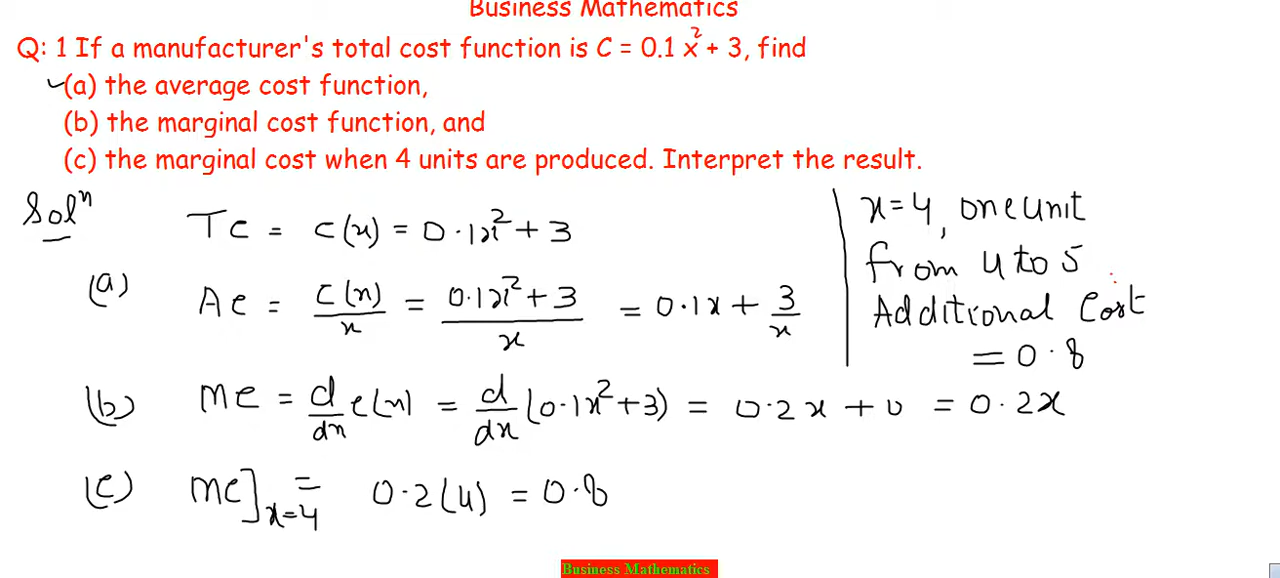 Business Mathematics
Q: 1 If a manufacturer's total cost function is C = 0.1 x² + 3, find
(a) the average cost function,
(b) the marginal cost function, and
(c) the marginal cost when 4 units are produced. Interpret the result.
Solⁿ
TC = C(x) = 0.1x² + 3
(a) AC = C(x)/x = (0.1x² + 3)/x = 0.1x + 3/x
x=4, one unit
from 4 to 5
Additional Cost
= 0.8
(b) MC = d/dx C(x) = d/dx (0.1x² + 3) = 0.2x + 0 = 0.2x
(c) MC]x=4 = 0.2(4) = 0.8
Business Mathematics